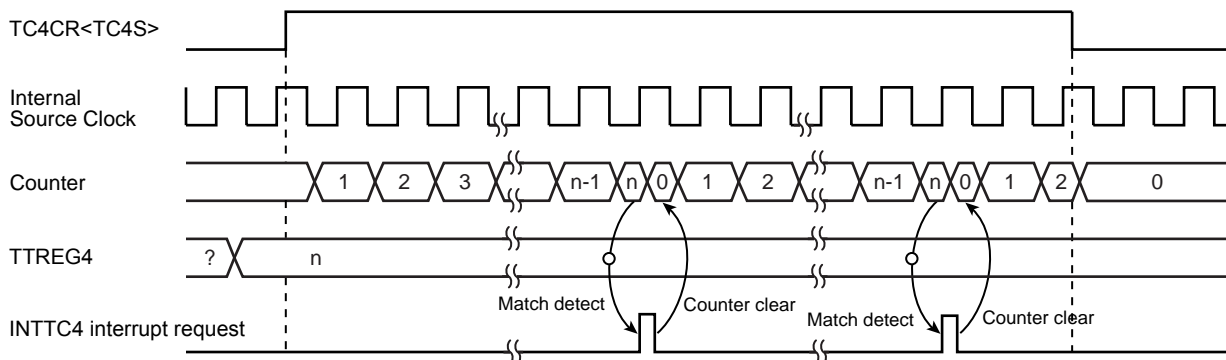 TC4CR<TC4S>
Internal
Source Clock
Counter
1 2 3 n-1 n 0 1 2 n-1 n 0 1 2 0
TTREG4
? n
Match detect Counter clear Match detect Counter clear
INTTC4 interrupt request